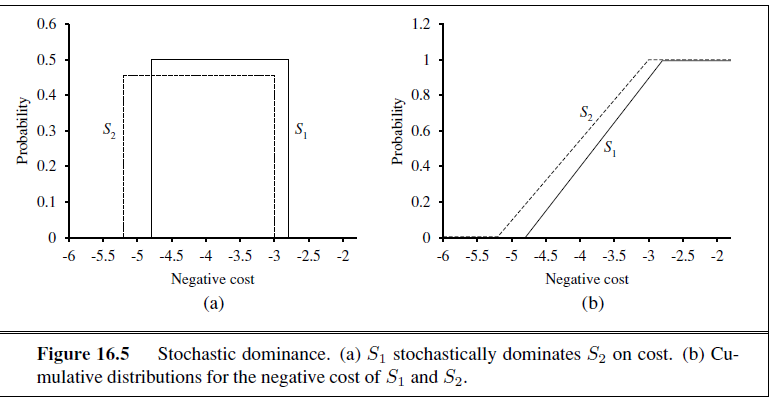 0.6
0.5
0.4
0.3
0.2
0.1
0
Probability
S2
S1
-6 -5.5 -5 -4.5 -4 -3.5 -3 -2.5 -2
Negative cost
(a)
1.2
1
0.8
0.6
0.4
0.2
0
Probability
S2
S1
-6 -5.5 -5 -4.5 -4 -3.5 -3 -2.5 -2
Negative cost
(b)
Figure 16.5 Stochastic dominance. (a) S1 stochastically dominates S2 on cost. (b) Cu-
mulative distributions for the negative cost of S1 and S2.